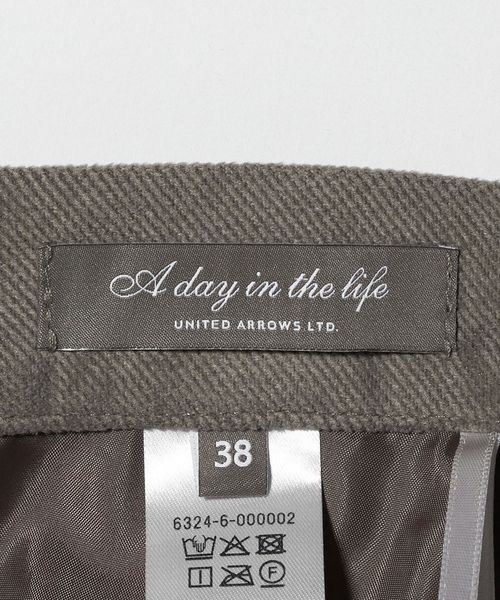 A day in the life
UNITED ARROWS LTD.
38
6324-6-000002
F